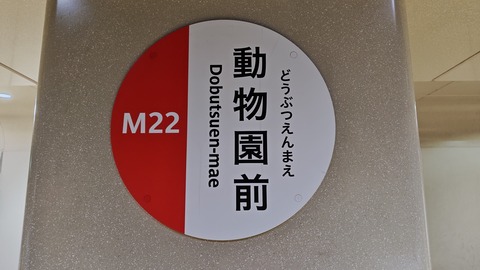 M22
動物園前
どうぶつえんまえ
Dobutsuen-mae